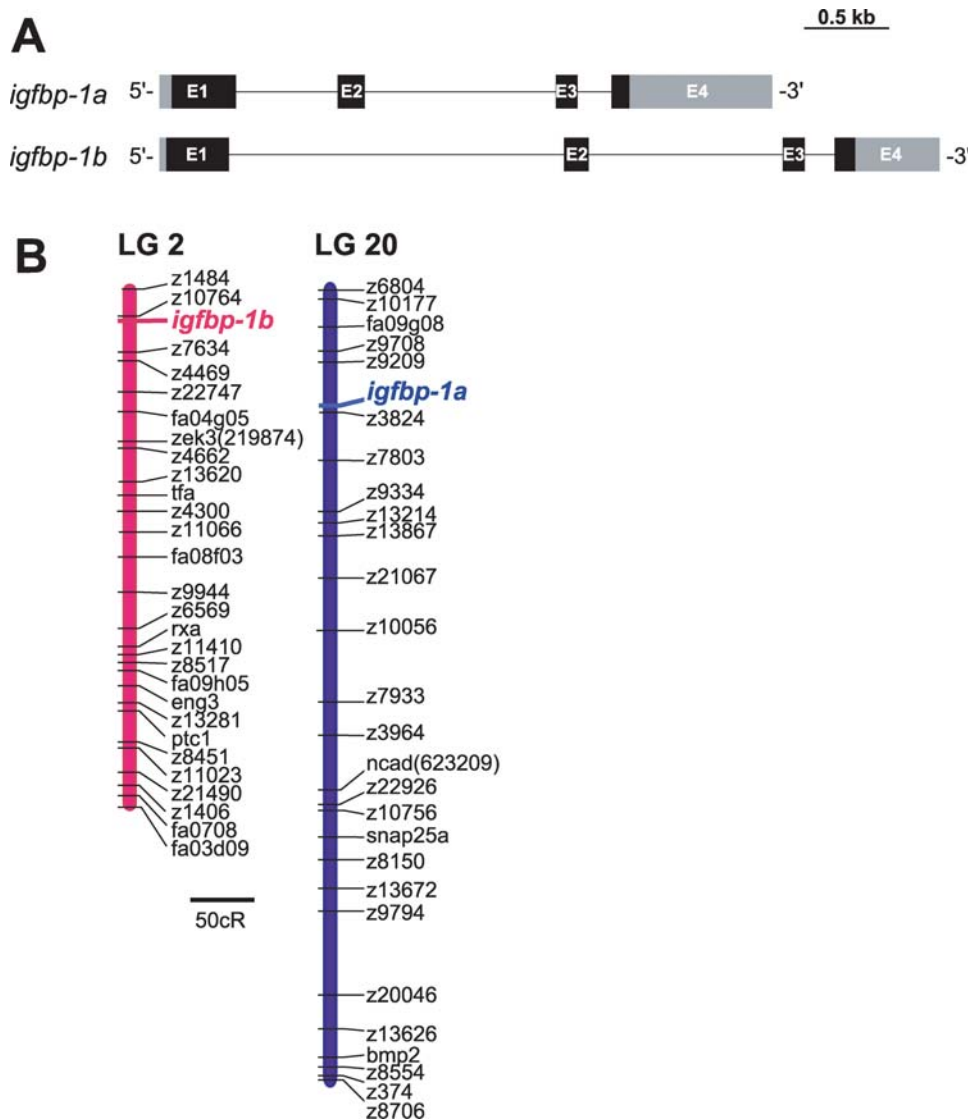 A
0.5 kb
igfbp-1a 5'- E1 E2 E3 E4 -3'
igfbp-1b 5'- E1 E2 E3 E4 -3'
B
LG 2
z1484
z10764
igfbp-1b
z7634
z4469
z22747
fa04g05
zek3(219874)
z4662
z13620
tfa
z4300
z11066
fa08f03
z9944
z6569
rxa
z11410
z8517
fa09h05
eng3
z13281
ptc1
z8451
z11023
z21490
z1406
fa0708
fa03d09
50cR
LG 20
z6804
z10177
fa09g08
z9708
z9209
igfbp-1a
z3824
z7803
z9334
z13214
z13867
z21067
z10056
z7933
z3964
ncad(623209)
z22926
z10756
snap25a
z8150
z13672
z9794
z20046
z13626
bmp2
z8554
z374
z8706